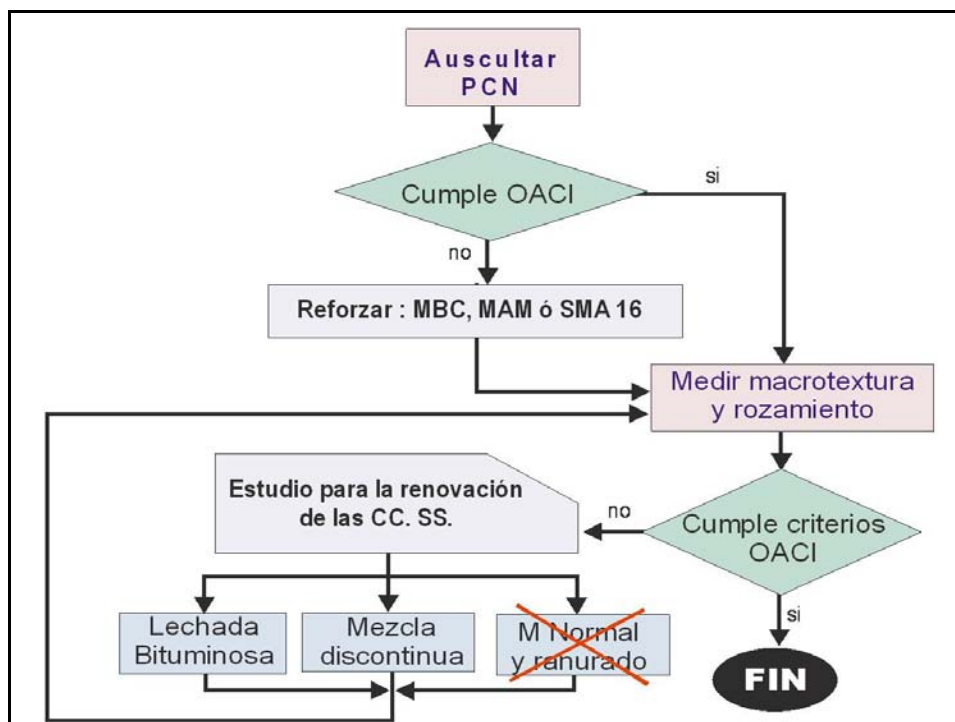 Auscultar
PCN
Cumple OACI
si
no
Reforzar : MBC, MAM ó SMA 16
Medir macrotextura
y rozamiento
Estudio para la renovación
de las CC. SS.
no
Cumple criterios
OACI
si
Lechada
Bituminosa
Mezcla
discontinua
M Normal
y ranurado
FIN